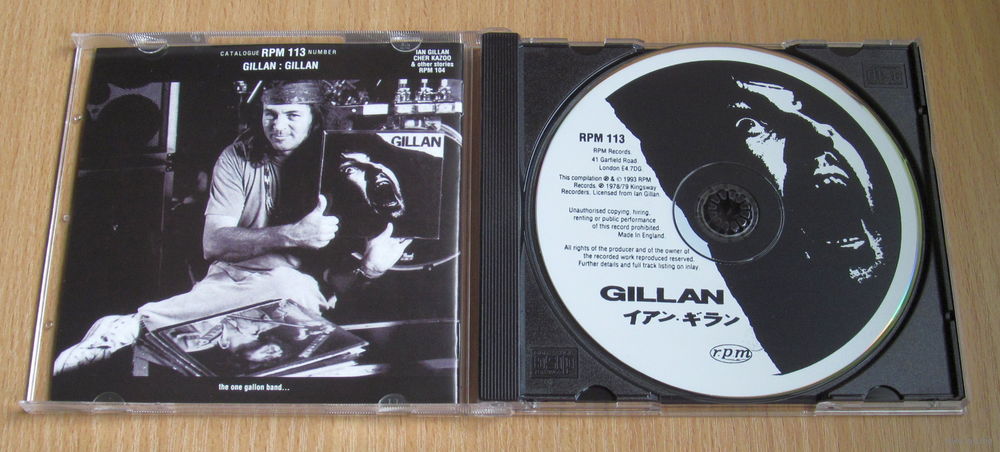 CATALOGUE RPM 113 NUMBER
GILLAN : GILLAN
IAN GILLAN
CHER KAZOO
& other stories
RPM 104
GILLAN
the one gallon band...
RPM 113
RPM Records.
41 Garfield Road.
London E4.7DG
This compilation ℗ & © 1993 RPM
Records. ℗ 1978/79 Kingsway
Recorders. Licensed from Ian Gillan.
Unauthorised copying, hiring,
renting or public performance
of this record prohibited.
Made In England.
All rights of the producer and of the owner of
the recorded work reproduced reserved.
Further details and full track listing on inlay.
GILLAN
イアン・ギラン
rpm